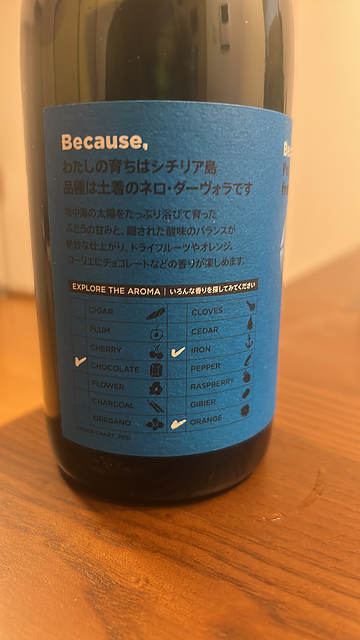 Because,
わたしの育ちはシチリア島
品種は土着のネロ・ダーヴォラです
地中海の太陽をたっぷり浴びて育った
ぶどうの甘みと、隠された酸味のバランスが
絶妙な仕上がり。ドライフルーツやオレンジ、
ローリエにチョコレートなどの香りが楽しめます。
EXPLORE THE AROMA | いろんな香りを探してみてください
CIGAR
PLUM
CHERRY
CHOCOLATE
FLOWER
CHARCOAL
OREGANO
CLOVES
CEDAR
IRON
PEPPER
RASPBERRY
GIBIER
ORANGE